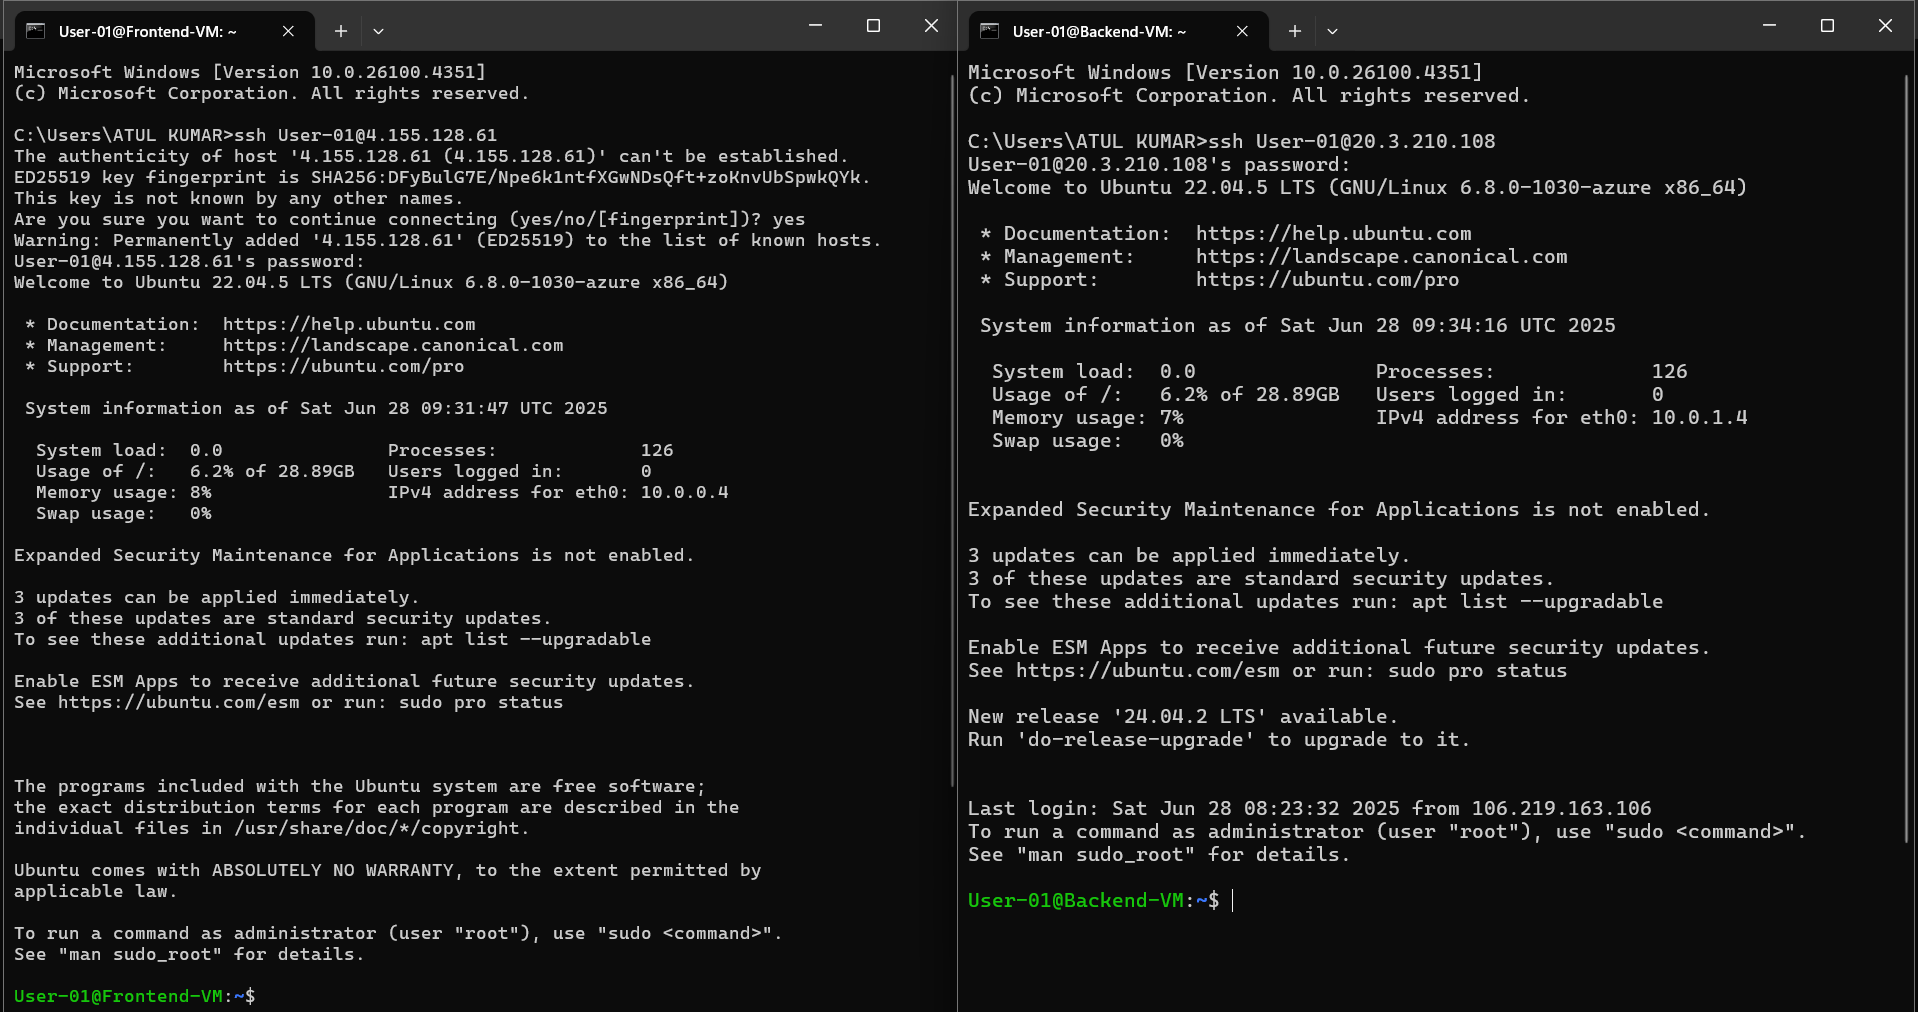 User-01@Frontend-VM: ~
Microsoft Windows [Version 10.0.26100.4351]
(c) Microsoft Corporation. All rights reserved.
C:\Users\ATUL KUMAR>ssh User-01@4.155.128.61
The authenticity of host '4.155.128.61 (4.155.128.61)' can't be established.
ED25519 key fingerprint is SHA256:DFyBulG7E/Npe6k1ntfXGwNDsQft+zoKnvUbSpwkQYk.
This key is not known by any other names.
Are you sure you want to continue connecting (yes/no/[fingerprint])? yes
Warning: Permanently added '4.155.128.61' (ED25519) to the list of known hosts.
User-01@4.155.128.61's password:
Welcome to Ubuntu 22.04.5 LTS (GNU/Linux 6.8.0-1030-azure x86_64)
* Documentation:  https://help.ubuntu.com
* Management:     https://landscape.canonical.com
* Support:        https://ubuntu.com/pro
System information as of Sat Jun 28 09:31:47 UTC 2025
System load:  0.0               Processes:             126
Usage of /:   6.2% of 28.89GB   Users logged in:       0
Memory usage: 8%                IPv4 address for eth0: 10.0.0.4
Swap usage:   0%
Expanded Security Maintenance for Applications is not enabled.
3 updates can be applied immediately.
3 of these updates are standard security updates.
To see these additional updates run: apt list --upgradable
Enable ESM Apps to receive additional future security updates.
See https://ubuntu.com/esm or run: sudo pro status
The programs included with the Ubuntu system are free software;
the exact distribution terms for each program are described in the
individual files in /usr/share/doc/*/copyright.
Ubuntu comes with ABSOLUTELY NO WARRANTY, to the extent permitted by
applicable law.
To run a command as administrator (user "root"), use "sudo <command>".
See "man sudo_root" for details.
User-01@Frontend-VM:~$
User-01@Backend-VM: ~
Microsoft Windows [Version 10.0.26100.4351]
(c) Microsoft Corporation. All rights reserved.
C:\Users\ATUL KUMAR>ssh User-01@20.3.210.108
User-01@20.3.210.108's password:
Welcome to Ubuntu 22.04.5 LTS (GNU/Linux 6.8.0-1030-azure x86_64)
* Documentation:  https://help.ubuntu.com
* Management:     https://landscape.canonical.com
* Support:        https://ubuntu.com/pro
System information as of Sat Jun 28 09:34:16 UTC 2025
System load:  0.0               Processes:             126
Usage of /:   6.2% of 28.89GB   Users logged in:       0
Memory usage: 7%                IPv4 address for eth0: 10.0.1.4
Swap usage:   0%
Expanded Security Maintenance for Applications is not enabled.
3 updates can be applied immediately.
3 of these updates are standard security updates.
To see these additional updates run: apt list --upgradable
Enable ESM Apps to receive additional future security updates.
See https://ubuntu.com/esm or run: sudo pro status
New release '24.04.2 LTS' available.
Run 'do-release-upgrade' to upgrade to it.
Last login: Sat Jun 28 08:23:32 2025 from 106.219.163.106
To run a command as administrator (user "root"), use "sudo <command>".
See "man sudo_root" for details.
User-01@Backend-VM:~$